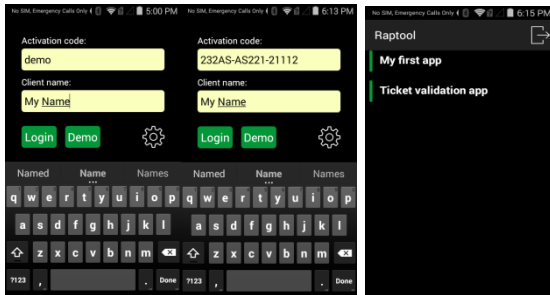 No SIM, Emergency Calls Only 5:00 PM
Activation code:
demo
Client name:
My Name
Login Demo
Named Name Names
q w e r t y u i o p
a s d f g h j k l
z x c v b n m
?123 , . Done
No SIM, Emergency Calls Only 6:13 PM
Activation code:
232AS-AS221-21112
Client name:
My Name
Login Demo
Named Name Names
q w e r t y u i o p
a s d f g h j k l
z x c v b n m
?123 , . Done
No SIM, Emergency Calls Only 6:15 PM
Raptool
My first app
Ticket validation app